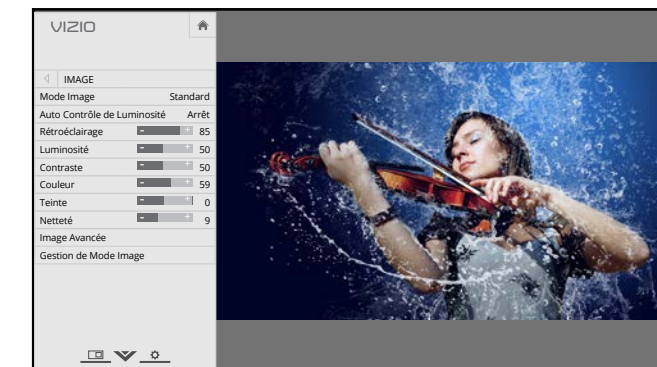 VIZIO
IMAGE
Mode Image Standard
Auto Contrôle de Luminosité Arrêt
Rétroéclairage - + 85
Luminosité - + 50
Contraste - + 50
Couleur - + 59
Teinte - + 0
Netteté - + 9
Image Avancée
Gestion de Mode Image